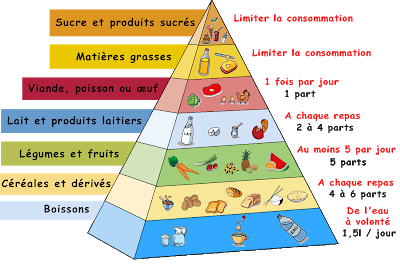 Sucre et produits sucrés
Limiter la consommation
Matières grasses
Limiter la consommation
Viande, poisson ou œuf
1 fois par jour
1 part
Lait et produits laitiers
A chaque repas
2 à 4 parts
Légumes et fruits
Au moins 5 par jour
5 parts
Céréales et dérivés
A chaque repas
4 à 6 parts
Boissons
De l'eau
à volonté
1,5l / jour